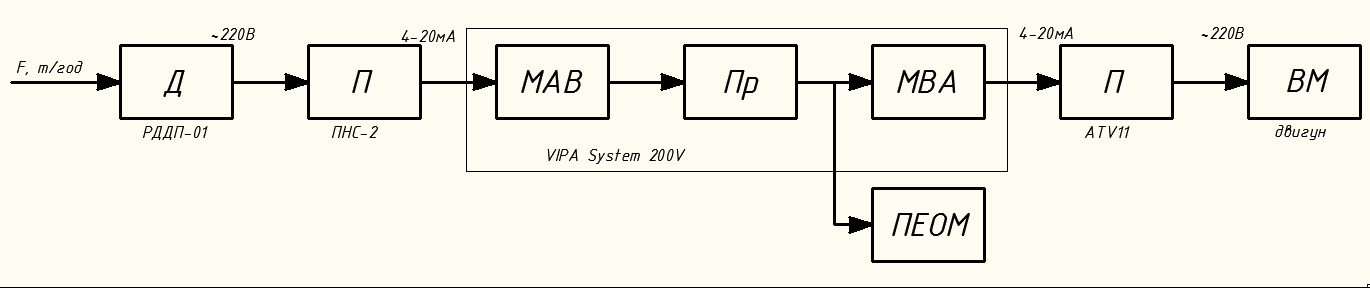 F, т/год
Д
РДДП-01
~220В
П
ПНС-2
4-20мА
МАВ
Пр
МВА
VIPA System 200V
4-20мА
П
ATV11
~220В
ВМ
двигун
ПЕОМ